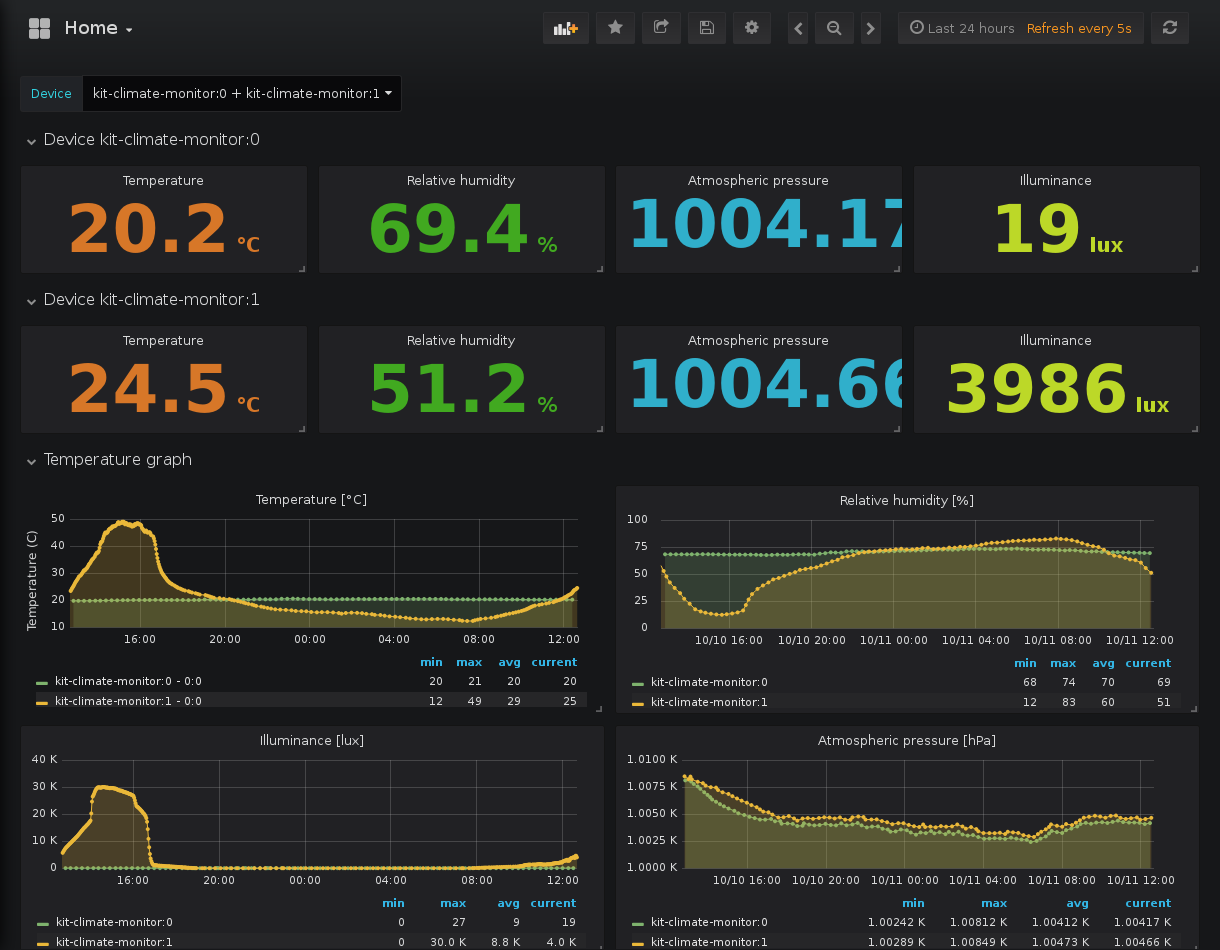 Home
Last 24 hours Refresh every 5s
Device kit-climate-monitor:0 + kit-climate-monitor:1
Device kit-climate-monitor:0
Temperature Relative humidity Atmospheric pressure Illuminance
20.2 °C 69.4 % 1004.17 19 lux
Device kit-climate-monitor:1
Temperature Relative humidity Atmospheric pressure Illuminance
24.5 °C 51.2 % 1004.66 3986 lux
Temperature graph
Temperature [°C]
Temperature (C)
50
40
30
20
10
16:00 20:00 00:00 04:00 08:00 12:00
min max avg current
kit-climate-monitor:0 - 0:0 20 21 20 20
kit-climate-monitor:1 - 0:0 12 49 29 25
Relative humidity [%]
100
75
50
25
0
10/10 16:00 10/10 20:00 10/11 00:00 10/11 04:00 10/11 08:00 10/11 12:00
min max avg current
kit-climate-monitor:0 68 74 70 69
kit-climate-monitor:1 12 83 60 51
Illuminance [lux]
40 K
30 K
20 K
10 K
0
16:00 20:00 00:00 04:00 08:00 12:00
min max avg current
kit-climate-monitor:0 0 27 9 19
kit-climate-monitor:1 0 30.0 K 8.8 K 4.0 K
Atmospheric pressure [hPa]
1.0100 K
1.0075 K
1.0050 K
1.0025 K
1.0000 K
10/10 16:00 10/10 20:00 10/11 00:00 10/11 04:00 10/11 08:00 10/11 12:00
min max avg current
kit-climate-monitor:0 1.00242 K 1.00812 K 1.00412 K 1.00417 K
kit-climate-monitor:1 1.00289 K 1.00849 K 1.00473 K 1.00466 K